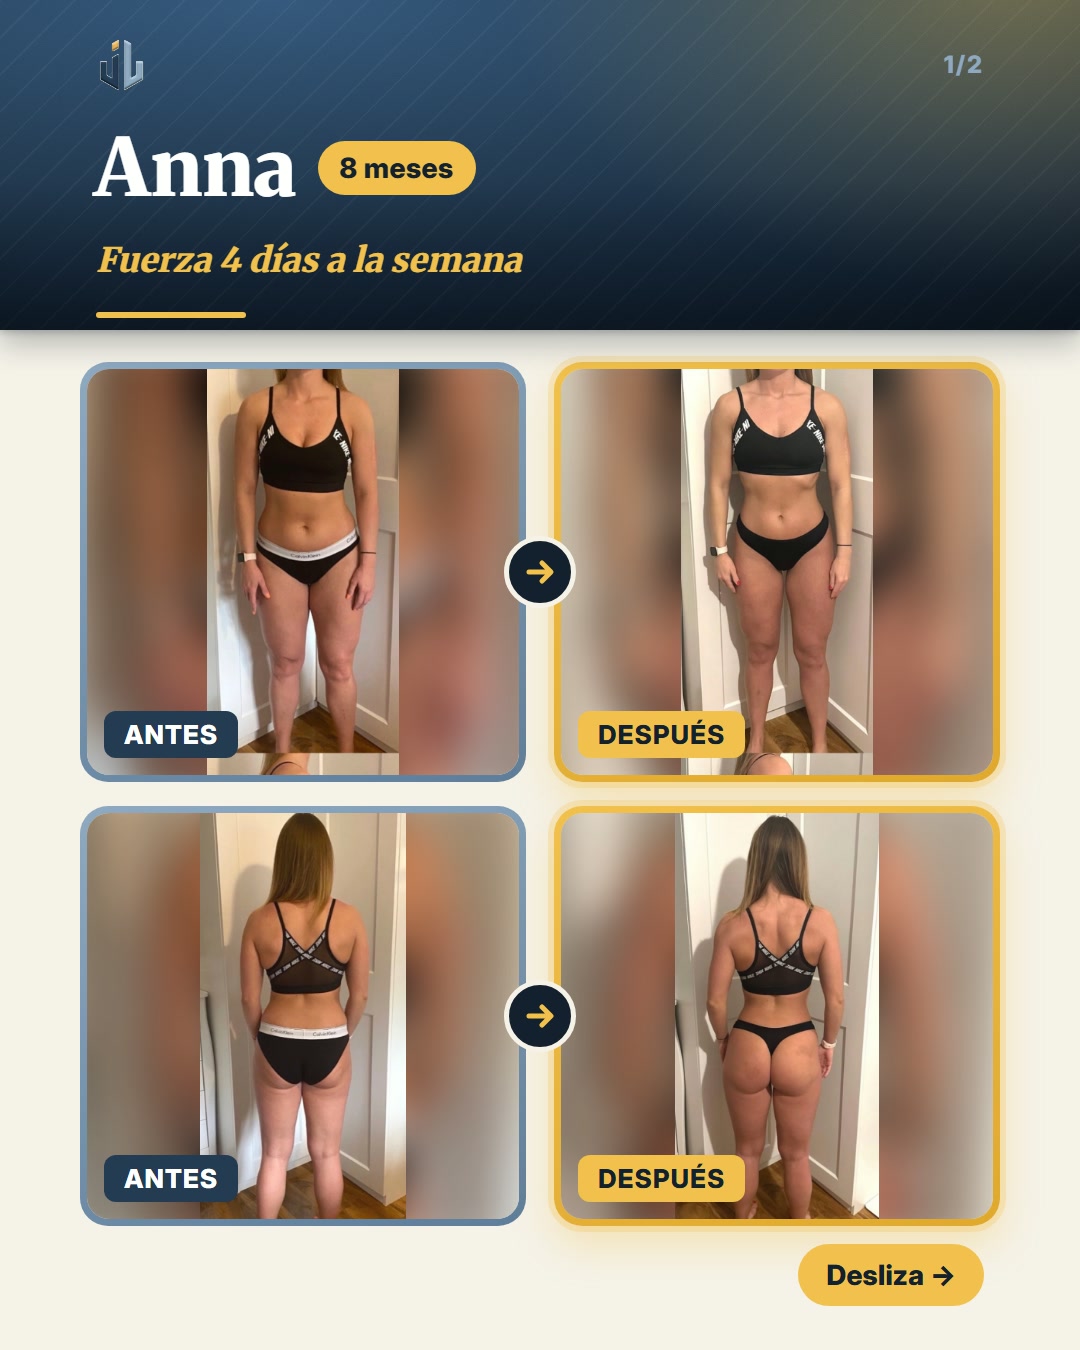 1/2
Anna
8 meses
Fuerza 4 días a la semana
ANTES
DESPUÉS
ANTES
DESPUÉS
Desliza →